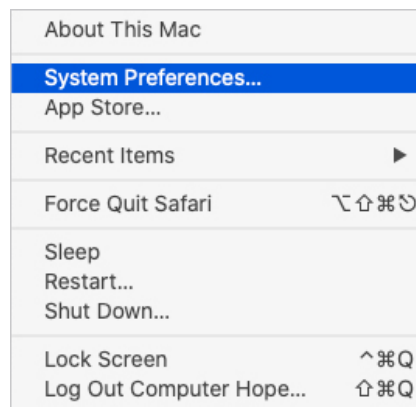 About This Mac
System Preferences...
App Store...
Recent Items ▶
Force Quit Safari ⌥⇧⌘⎋
Sleep
Restart...
Shut Down...
Lock Screen ^⌘Q
Log Out Computer Hope... ⇧⌘Q